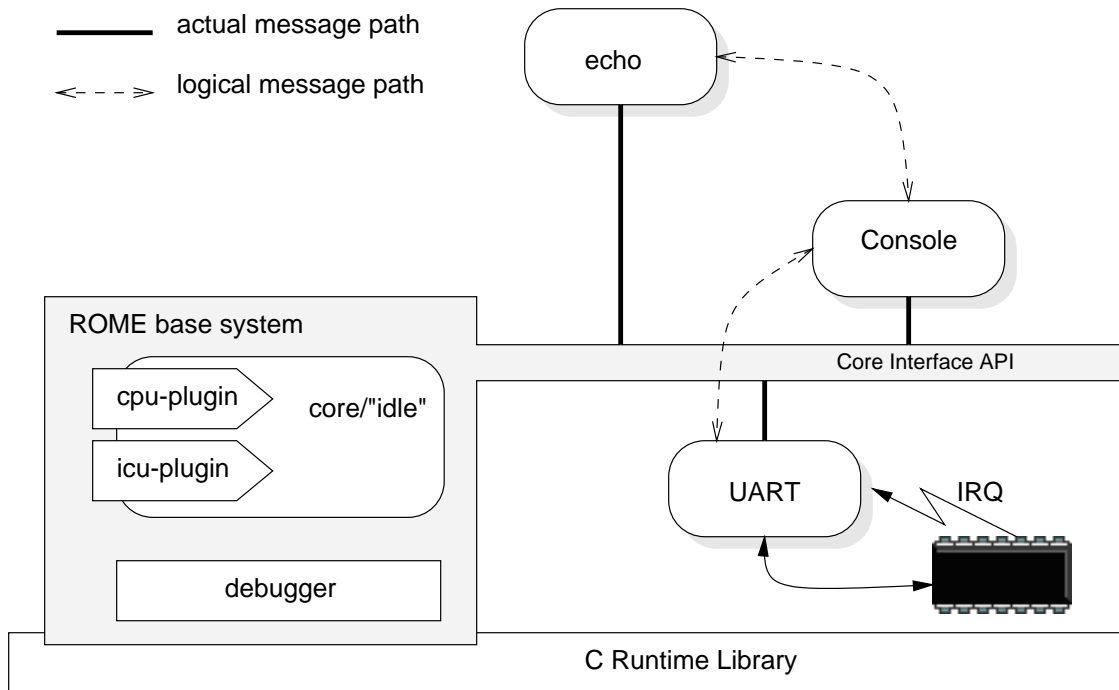 actual message path
logical message path
echo
Console
ROME base system
Core Interface API
cpu-plugin
core/"idle"
icu-plugin
UART
IRQ
debugger
C Runtime Library